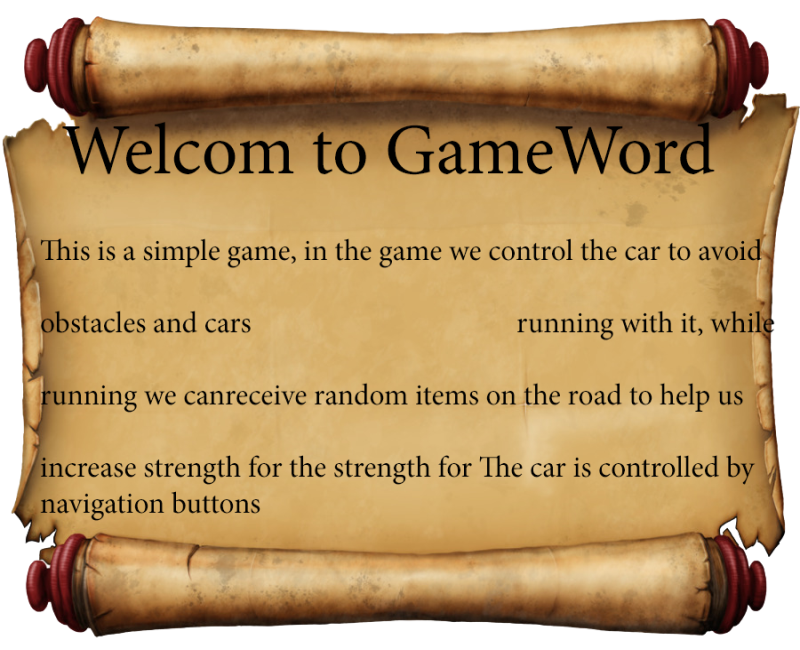 Welcom to GameWord
This is a simple game, in the game we control the car to avoid
obstacles and cars running with it, while
running we canreceive random items on the road to help us
increase strength for the strength for The car is controlled by
navigation buttons